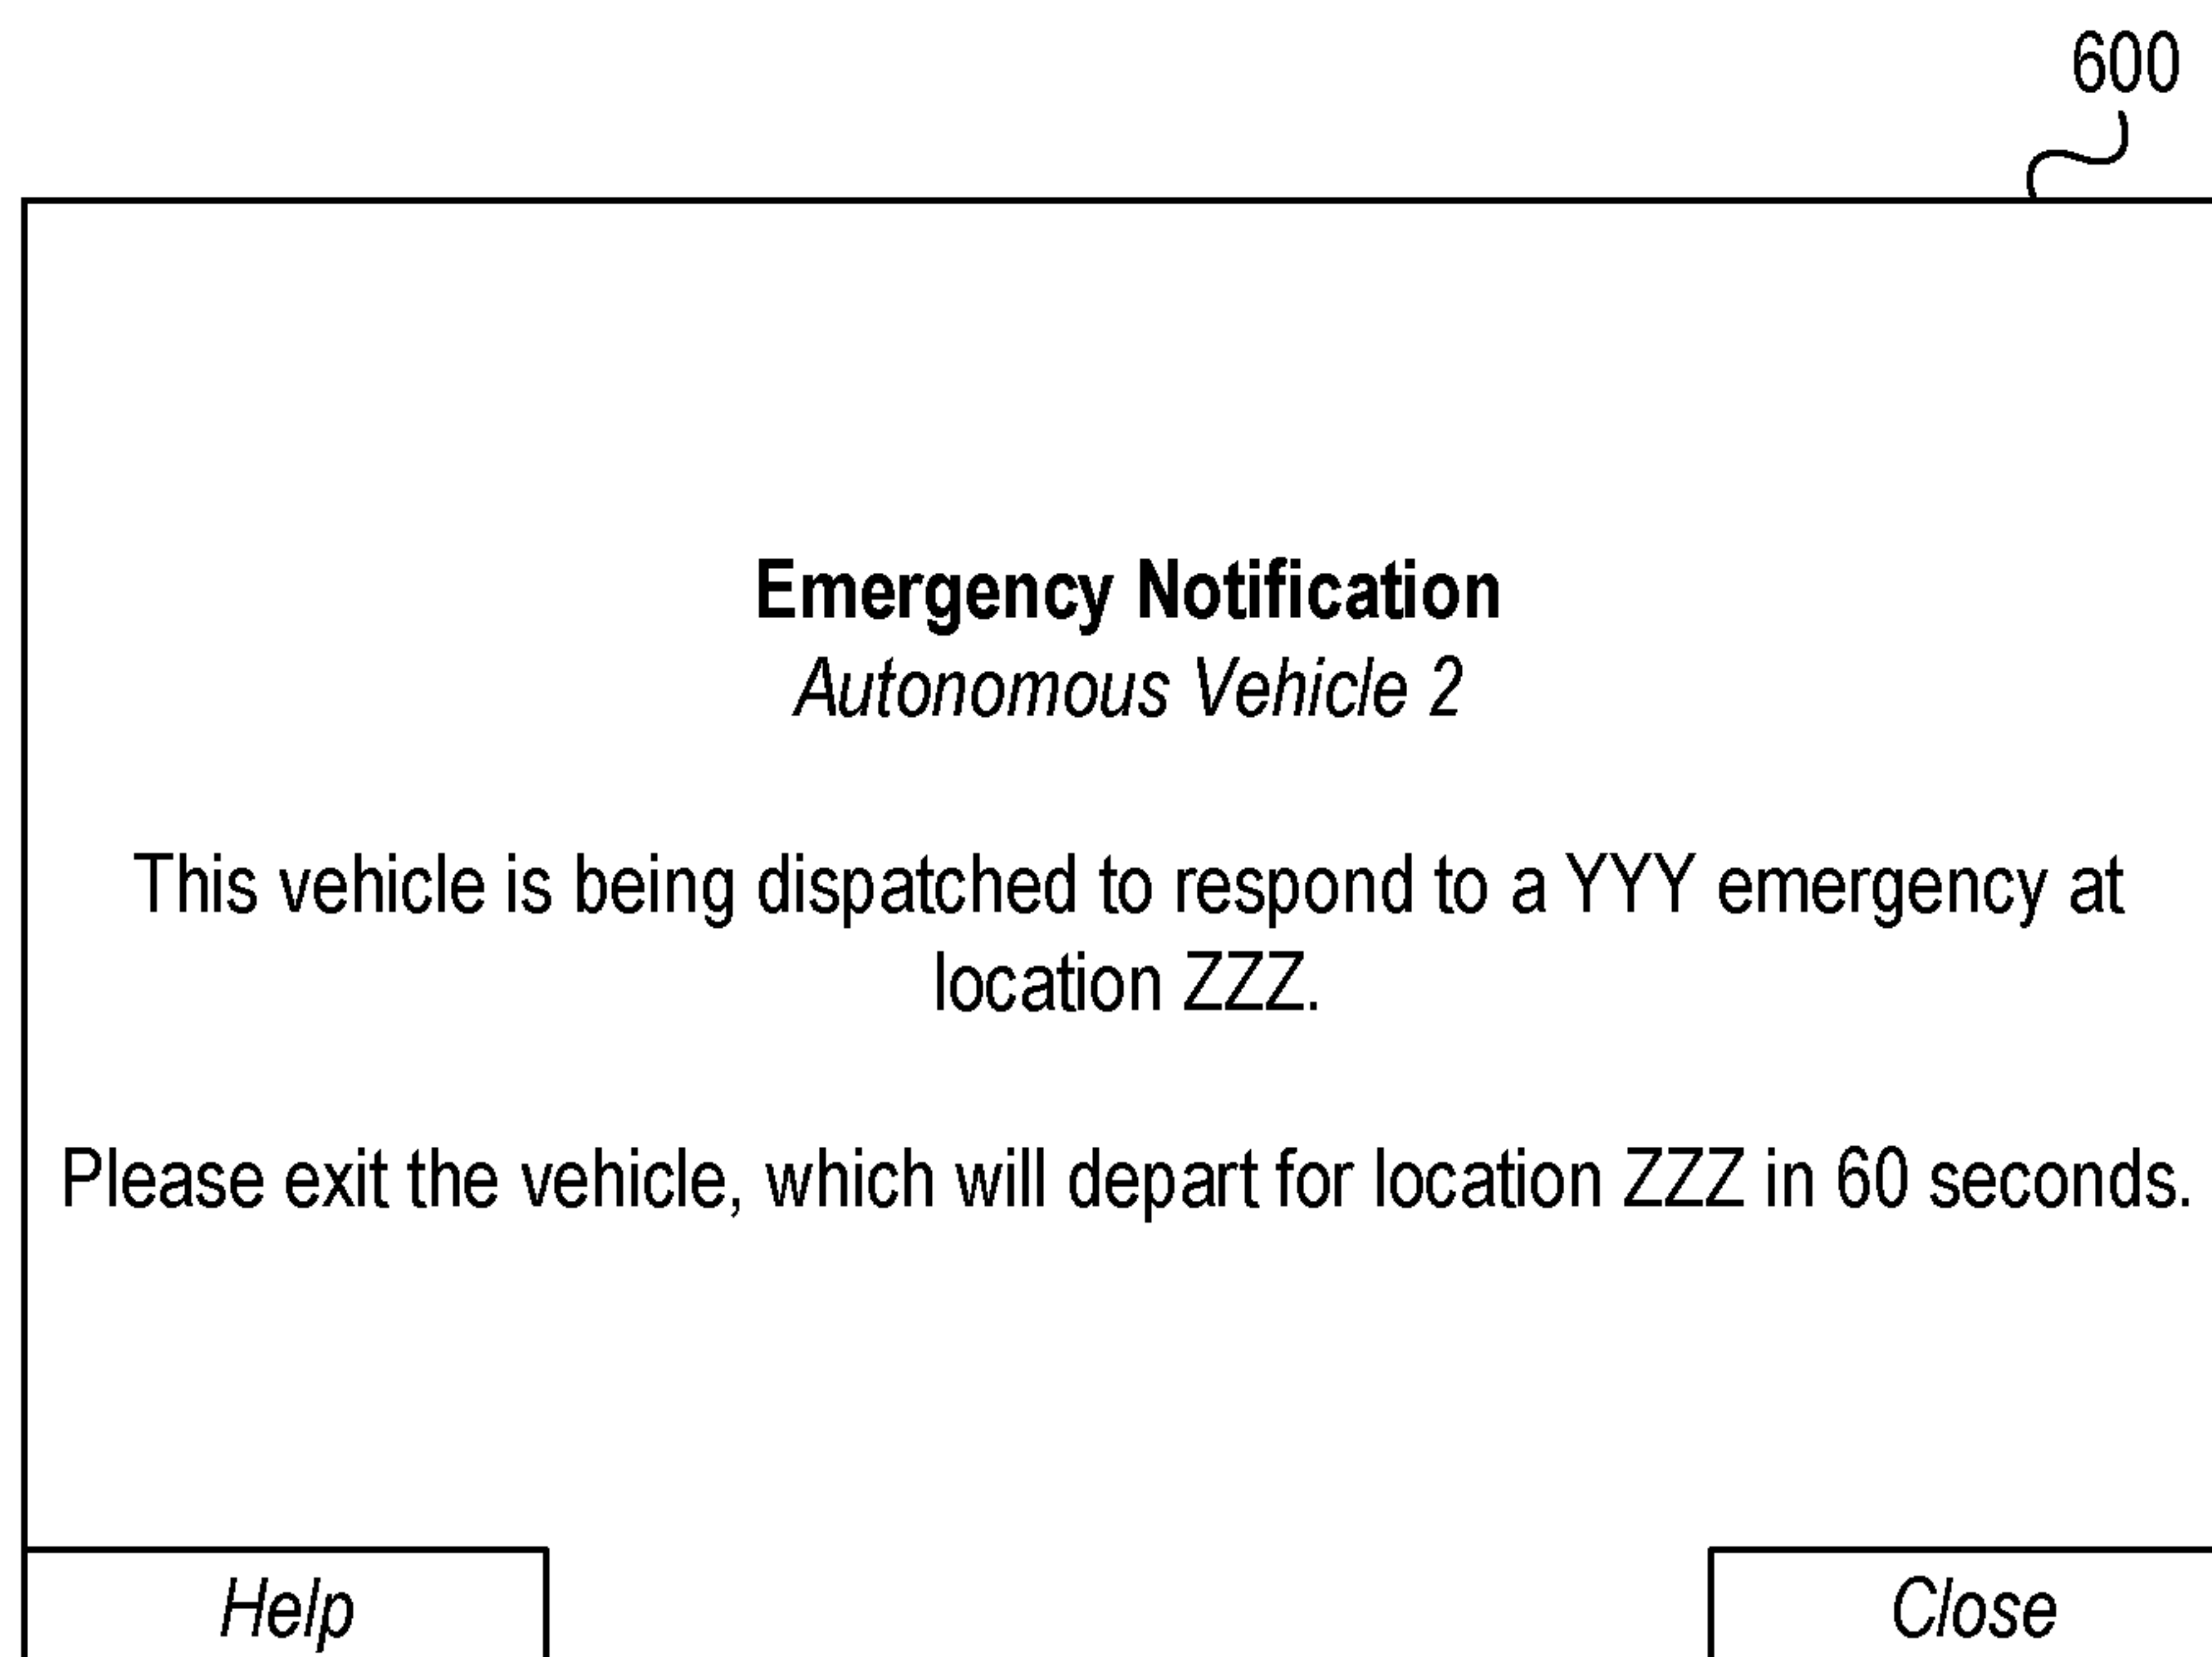 600
Emergency Notification
Autonomous Vehicle 2
This vehicle is being dispatched to respond to a YYY emergency at
location ZZZ.
Please exit the vehicle, which will depart for location ZZZ in 60 seconds.
Help
Close